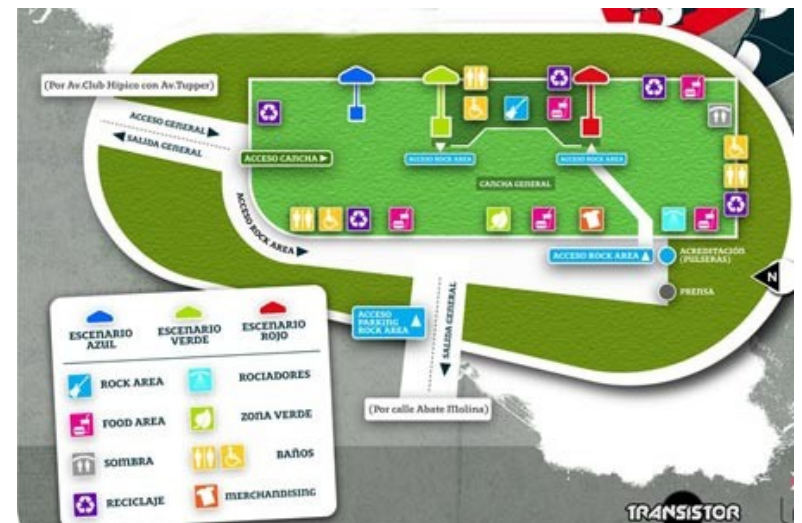 (Por Av.Club Hípico con Av.Tupper)
ACCESO GENERAL
SALIDA GENERAL
ACCESO CANCHA
ACCESO ROCK AREA
ACCESO ROCK AREA
CANCHA GENERAL
ACCESO ROCK AREA
ACCESO ROCK AREA
ACREDITACIÓN
(PULSERAS)
N
PRENSA
ACCESO
PARKING
ROCK AREA
SALIDA GENERAL
(Por calle Abate Molina)
ESCENARIO
AZUL
ESCENARIO
VERDE
ESCENARIO
ROJO
ROCK AREA
ROCIADORES
FOOD AREA
ZONA VERDE
SOMBRA
BAÑOS
RECICLAJE
MERCHANDISING
TRANSISTOR